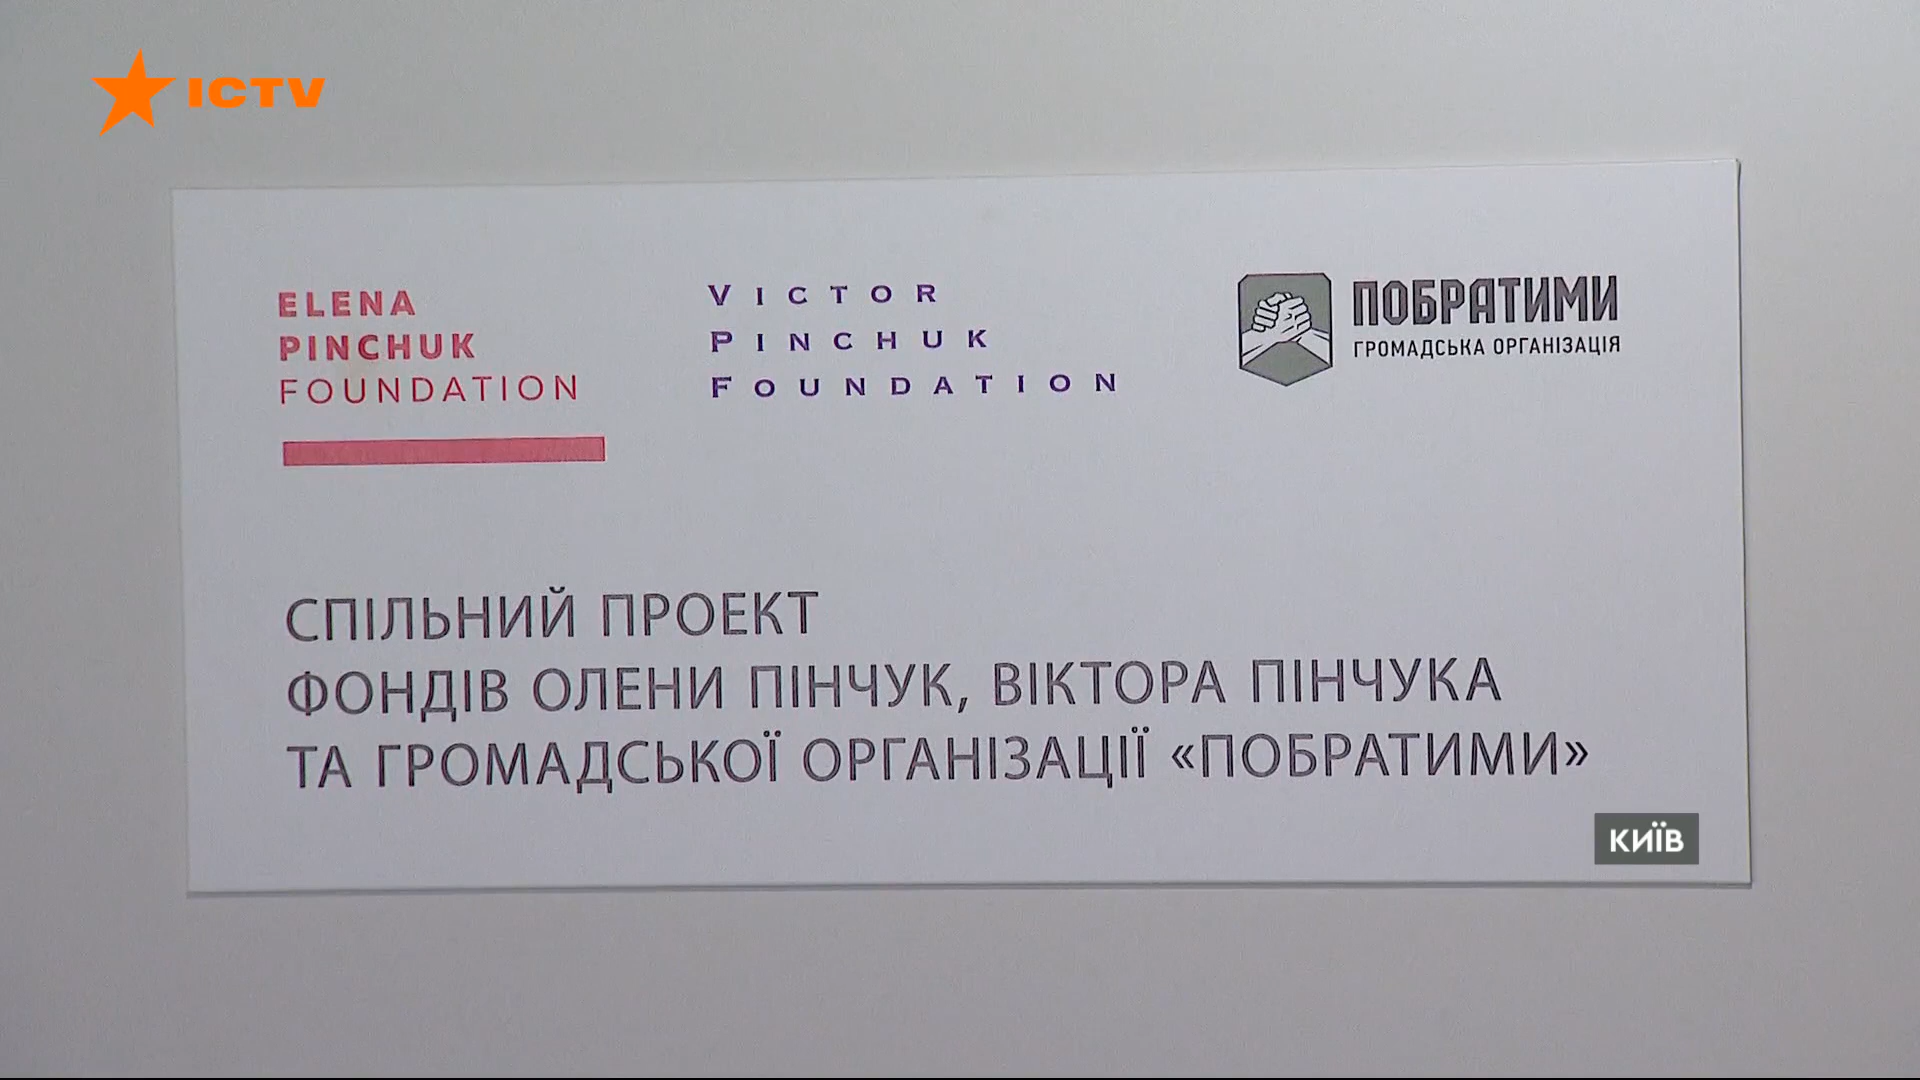 ICTV
ELENA
PINCHUK
FOUNDATION
VICTOR
PINCHUK
FOUNDATION
ПОБРАТИМИ
ГРОМАДСЬКА ОРГАНІЗАЦІЯ
СПІЛЬНИЙ ПРОЕКТ
ФОНДІВ ОЛЕНИ ПІНЧУК, ВІКТОРА ПІНЧУКА
ТА ГРОМАДСЬКОЇ ОРГАНІЗАЦІЇ «ПОБРАТИМИ»
КИЇВ